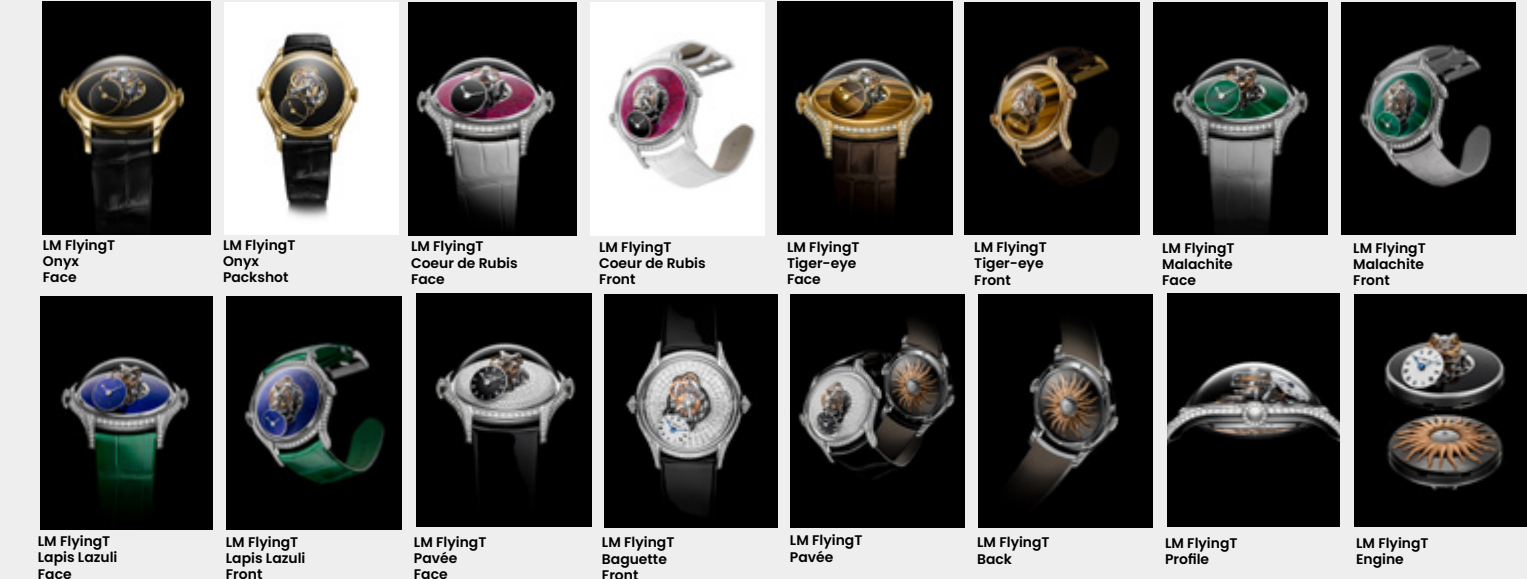 LM FlyingT
Onyx
Face
LM FlyingT
Onyx
Packshot
LM FlyingT
Coeur de Rubis
Face
LM FlyingT
Coeur de Rubis
Front
LM FlyingT
Tiger-eye
Face
LM FlyingT
Tiger-eye
Front
LM FlyingT
Malachite
Face
LM FlyingT
Malachite
Front
LM FlyingT
Lapis Lazuli
Face
LM FlyingT
Lapis Lazuli
Front
LM FlyingT
Pavée
Face
LM FlyingT
Baguette
Front
LM FlyingT
Pavée
LM FlyingT
Back
LM FlyingT
Profile
LM FlyingT
Engine